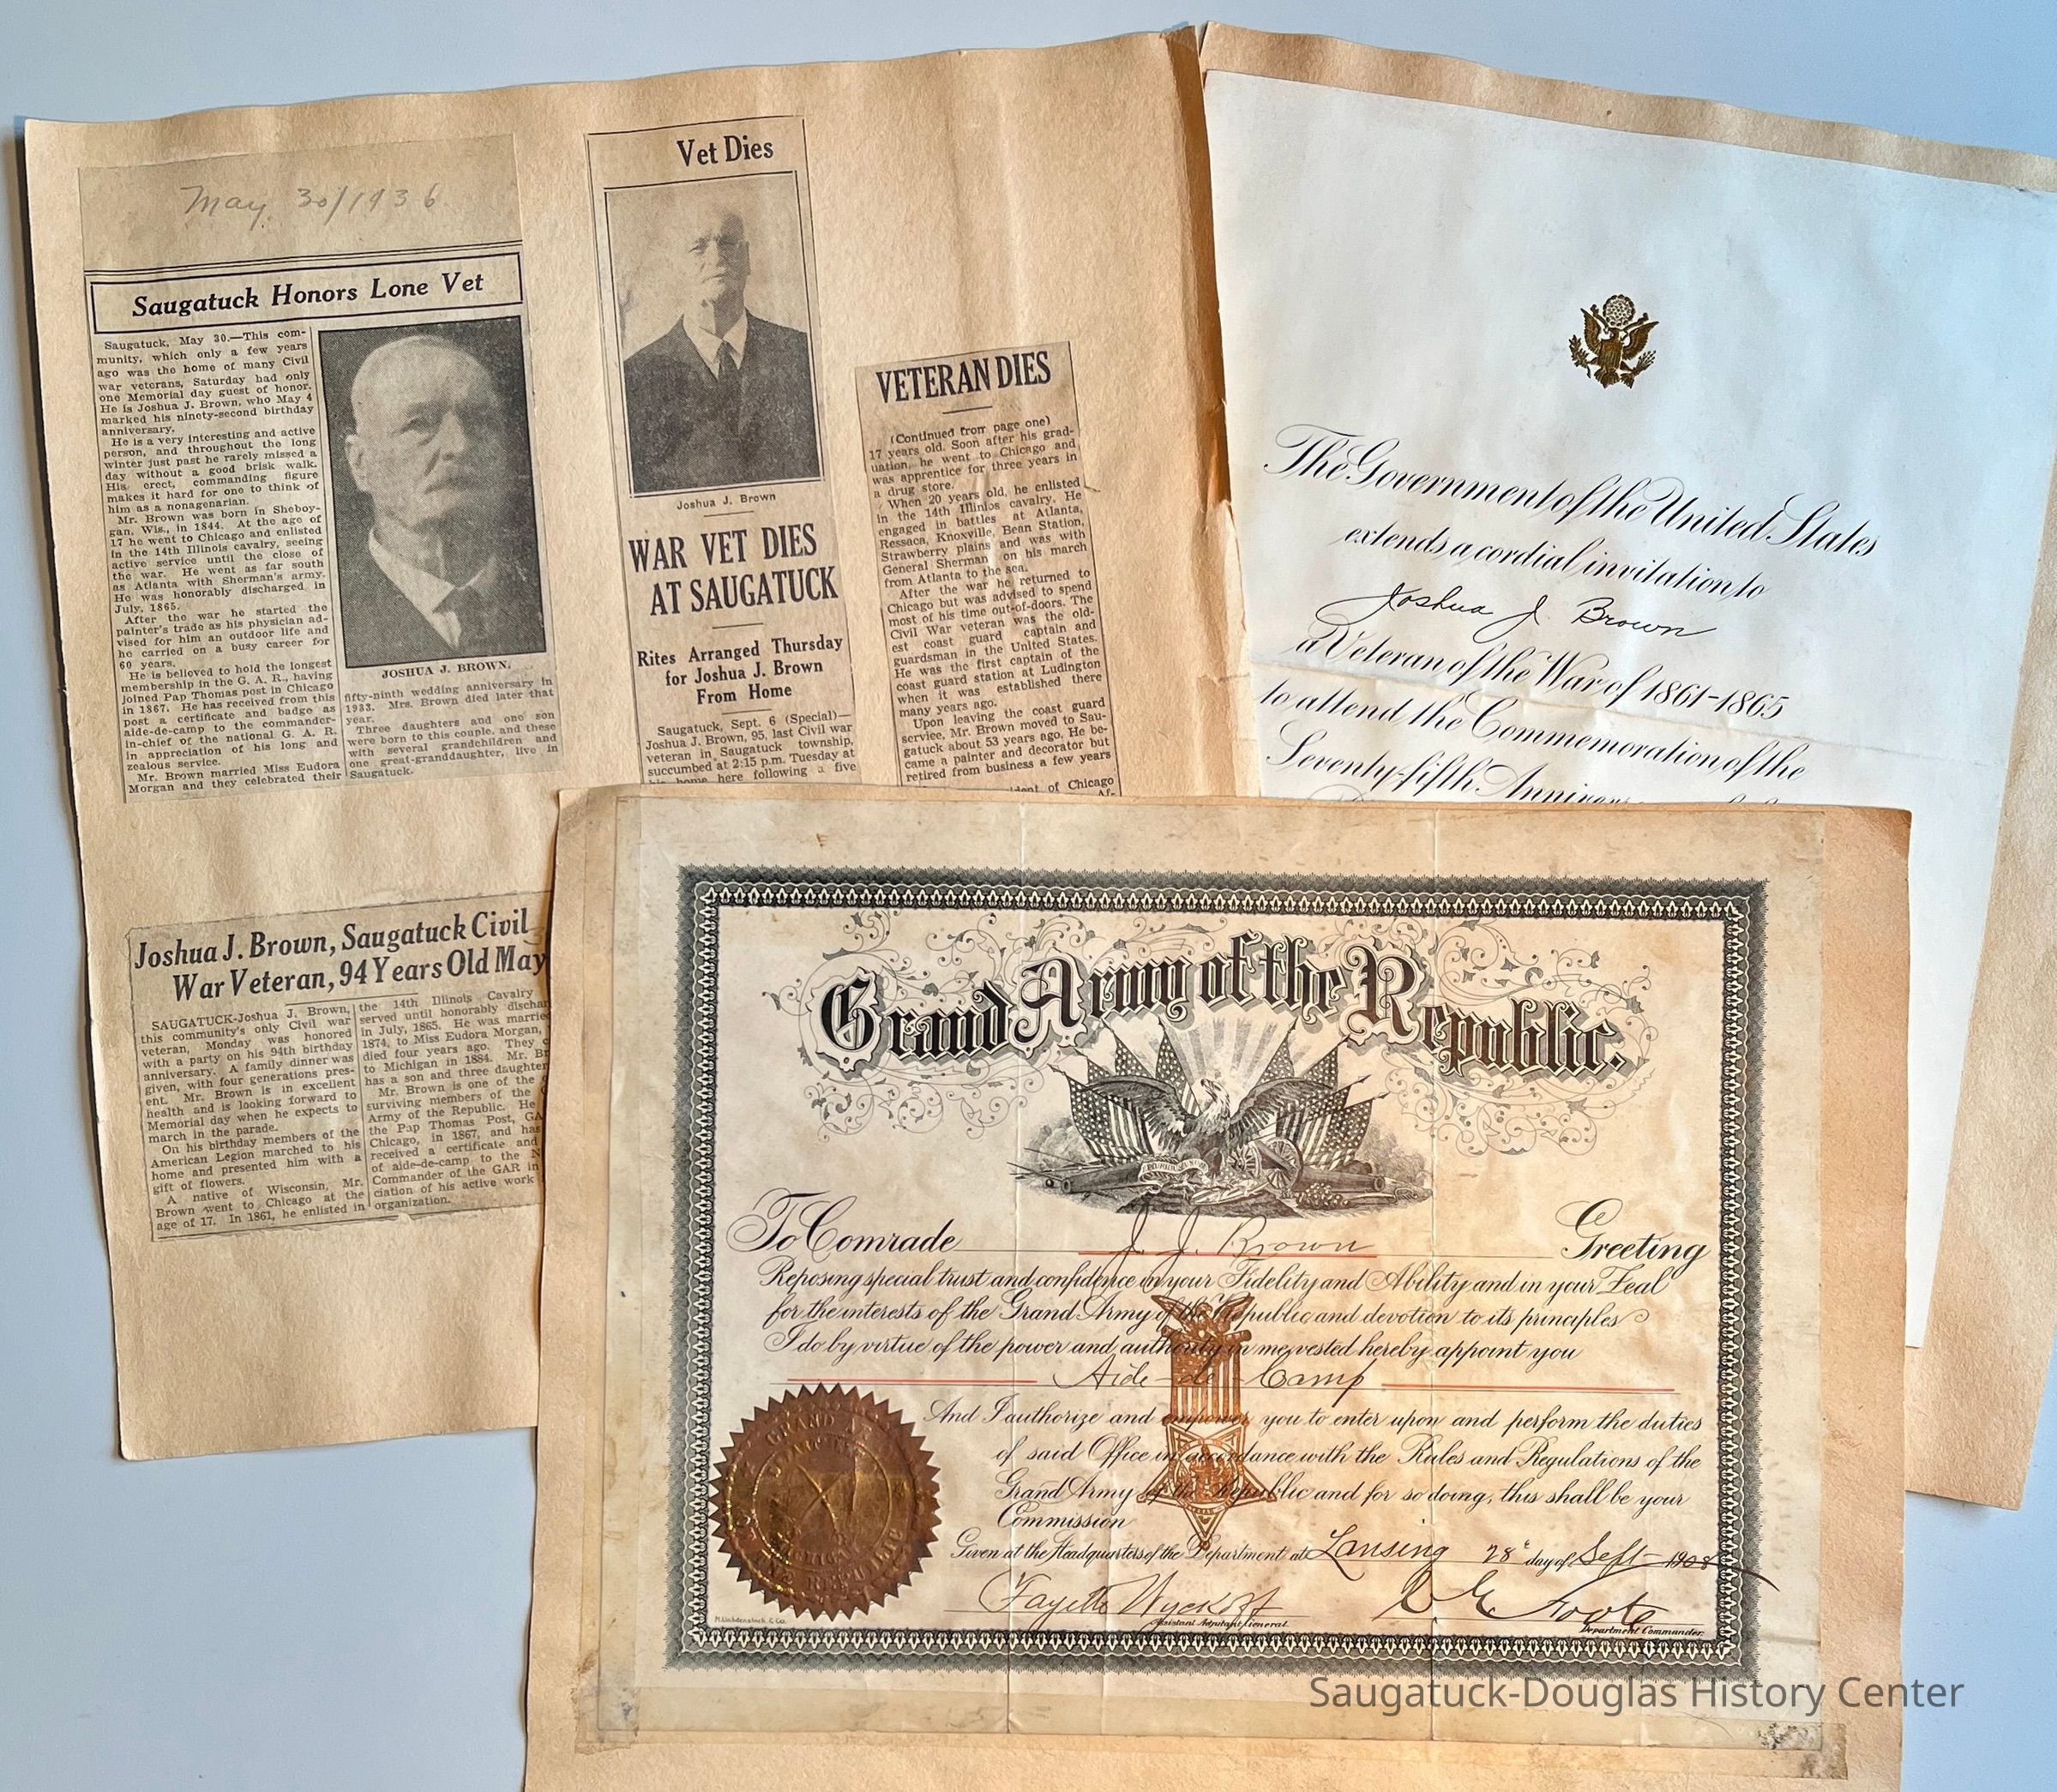 May 30/1936
Saugatuck Honors Lone Vet
Saugatuck, May 30.—This com-
munity, which only a few years
ago was the home of many Civil
war veterans, Saturday had only
one Memorial day guest of honor.
He is Joshua J. Brown, who May 4
marked his ninety-second birthday
anniversary.
He is a very interesting and active
person, and throughout the long
winter just past he rarely missed a
day without a good brisk walk.
His erect, commanding figure
makes it hard for one to think of
him as a nonagenarian.
Mr. Brown was born in Sheboy-
gan, Wis., in 1844. At the age of
17 he went to Chicago and enlisted
in the 14th Illinois cavalry, seeing
active service until the close of
the war. He went as far south
as Atlanta with Sherman's army.
He was honorably discharged in
July, 1865.
After the war he started the
painter's trade as his physician ad-
vised for him an outdoor life and
he carried on a busy career for
60 years.
He is believed to hold the longest
membership in the G. A. R., having
joined Pap Thomas post in Chicago
in 1867. He has received from this
post a certificate and badge as
aide-de-camp to the commander-
in-chief of the national G. A. R.
in appreciation of his long and
zealous service.
Mr. Brown married Miss Eudora
Morgan and they celebrated their
JOSHUA J. BROWN.
fifty-ninth wedding anniversary in
1933. Mrs. Brown died later that
year.
Three daughters and one son
were born to this couple, and these
with several grandchildren and
one great-granddaughter, live in
Saugatuck.
Vet Dies
Joshua J. Brown
WAR VET DIES
AT SAUGATUCK
Rites Arranged Thursday
for Joshua J. Brown
From Home
Saugatuck, Sept. 6 (Special)—
Joshua J. Brown, 95, last Civil war
veteran in Saugatuck township,
succumbed at 2:15 p.m. Tuesday at
his home here following a five
VETERAN DIES
(Continued from page one)
17 years old. Soon after his grad-
uation, he went to Chicago and
was apprentice for three years in
a drug store.
When 20 years old, he enlisted
in the 14th Illinios cavalry. He
engaged in battles at Atlanta,
Ressaca, Knoxville, Bean Station,
Strawberry plains and was with
General Sherman on his march
from Atlanta to the sea.
After the war he returned to
Chicago but was advised to spend
most of his time out-of-doors. The
Civil War veteran was the old-
est coast guard captain and
guardsman in the United States.
He was the first captain of the
coast guard station at Ludington
when it was established there
many years ago.
Upon leaving the coast guard
service, Mr. Brown moved to Sau-
gatuck about 53 years ago. He be-
came a painter and decorator but
retired from business a few years
of Chicago
Af-
The Government of the United States
extends a cordial invitation to
Joshua J. Brown
a Veteran of the War of 1861-1865
to attend the Commemoration of the
Seventy-fifth
Joshua J. Brown, Saugatuck Civil
War Veteran, 94 Years Old May
SAUGATUCK-Joshua J. Brown,
this community's only Civil war
veteran, Monday was honored
with a party on his 94th birthday
anniversary. A family dinner was
given, with four generations pres-
ent. Mr. Brown is in excellent
health and is looking forward to
Memorial day when he expects to
march in the parade.
On his birthday members of the
American Legion marched to his
home and presented him with a
gift of flowers.
A native of Wisconsin, Mr.
Brown went to Chicago at the
age of 17. In 1861, he enlisted in
the 14th Illinois Cavalry
served until honorably dischar
in July, 1865. He was marrie
1874, to Miss Eudora Morgan,
died four years ago. They c
to Michigan in 1884. Mr. Br
has a son and three daughter
Mr. Brown is one of the
surviving members of the
Army of the Republic. He
the Pap Thomas Post, GA
Chicago, in 1867, and has
received a certificate and
of aide-de-camp to the N
Commander of the GAR in
ciation of his active work
organization.
Grand Army of the Republic.
To Comrade J. J. Brown Greeting
Reposing special trust and confidence in your Fidelity and Ability and in your Zeal
for the interests of the Grand Army of the Republic and devotion to its principles
I do by virtue of the power and authority in me vested hereby appoint you
Aide-de-Camp
And I authorize and empower you to enter upon and perform the duties
of said Office in accordance with the Rules and Regulations of the
Grand Army of the Republic and for so doing, this shall be your
Commission
Given at the Headquarters of the Department at Lansing 28 day of Sept 1908
Fayette Wyckoff
Assistant Adjutant General.
Foote
Department Commander.
Saugatuck-Douglas History Center